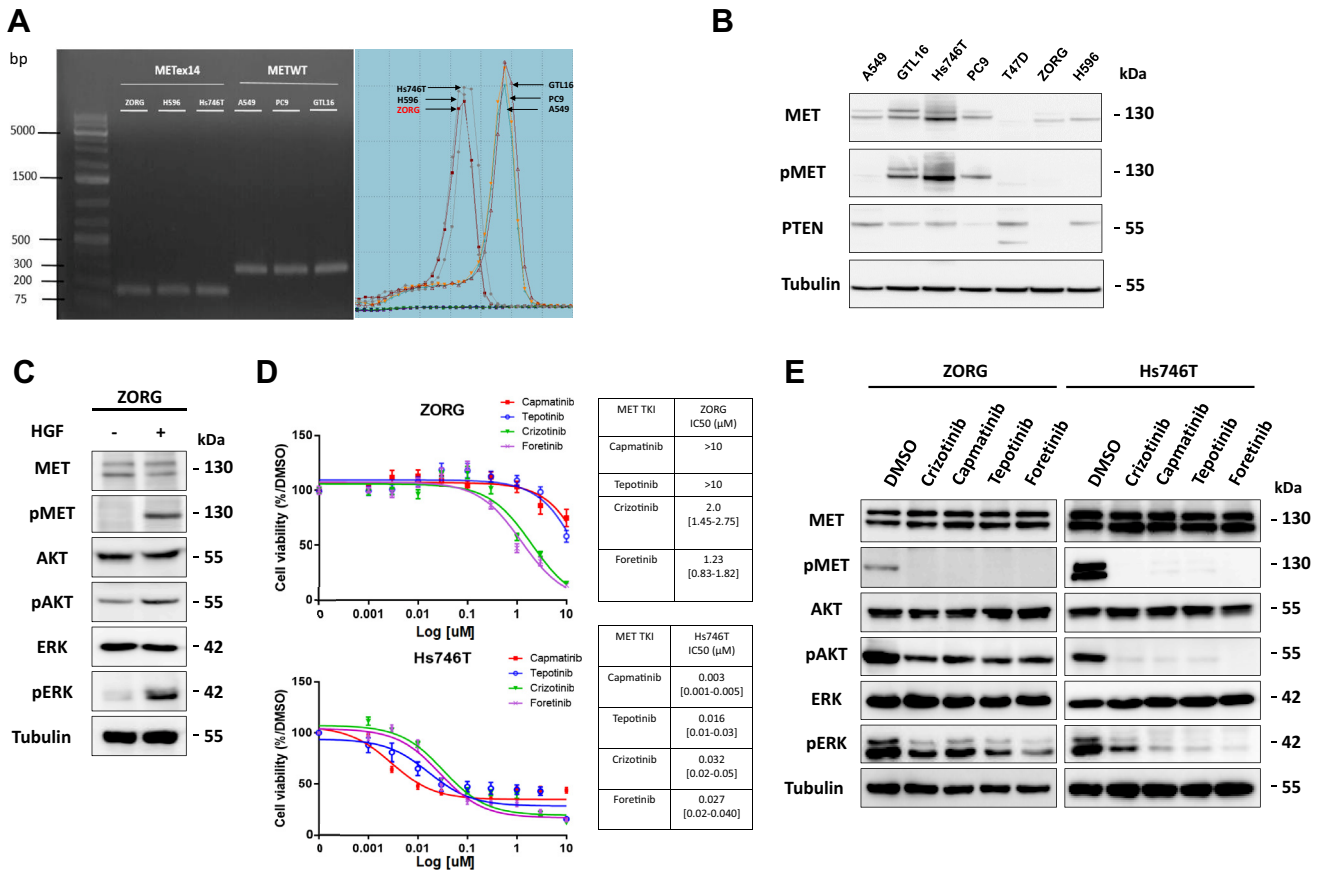 A
bp
METex14 METWT
ZORG H596 Hs746T A549 PC9 GTL16
5000
1500
500
300
200
75
Hs746T
H596
ZORG
GTL16
PC9
A549
B
A549 GTL16 Hs746T PC9 T47D ZORG H596 kDa
MET - 130
pMET - 130
PTEN - 55
Tubulin - 55
C
ZORG
HGF - + kDa
MET - 130
pMET - 130
AKT - 55
pAKT - 55
ERK - 42
pERK - 42
Tubulin - 55
D
ZORG
Capmatinib
Tepotinib
Crizotinib
Foretinib
Cell viability (%/DMSO)
150
100
50
0
0 0.001 0.01 0.1 1 10
Log [uM]
MET TKI ZORG
IC50 (μM)
Capmatinib >10
Tepotinib >10
Crizotinib 2.0
[1.45-2.75]
Foretinib 1.23
[0.83-1.82]
Hs746T
Capmatinib
Tepotinib
Crizotinib
Foretinib
Cell viability (%/DMSO)
150
100
50
0
0 0.001 0.01 0.1 1 10
Log [uM]
MET TKI Hs746T
IC50 (μM)
Capmatinib 0.003
[0.001-0.005]
Tepotinib 0.016
[0.01-0.03]
Crizotinib 0.032
[0.02-0.05]
Foretinib 0.027
[0.02-0.040]
E
ZORG Hs746T
DMSO Crizotinib Capmatinib Tepotinib Foretinib DMSO Crizotinib Capmatinib Tepotinib Foretinib
kDa
MET - 130
pMET - 130
AKT - 55
pAKT - 55
ERK - 42
pERK - 42
Tubulin - 55